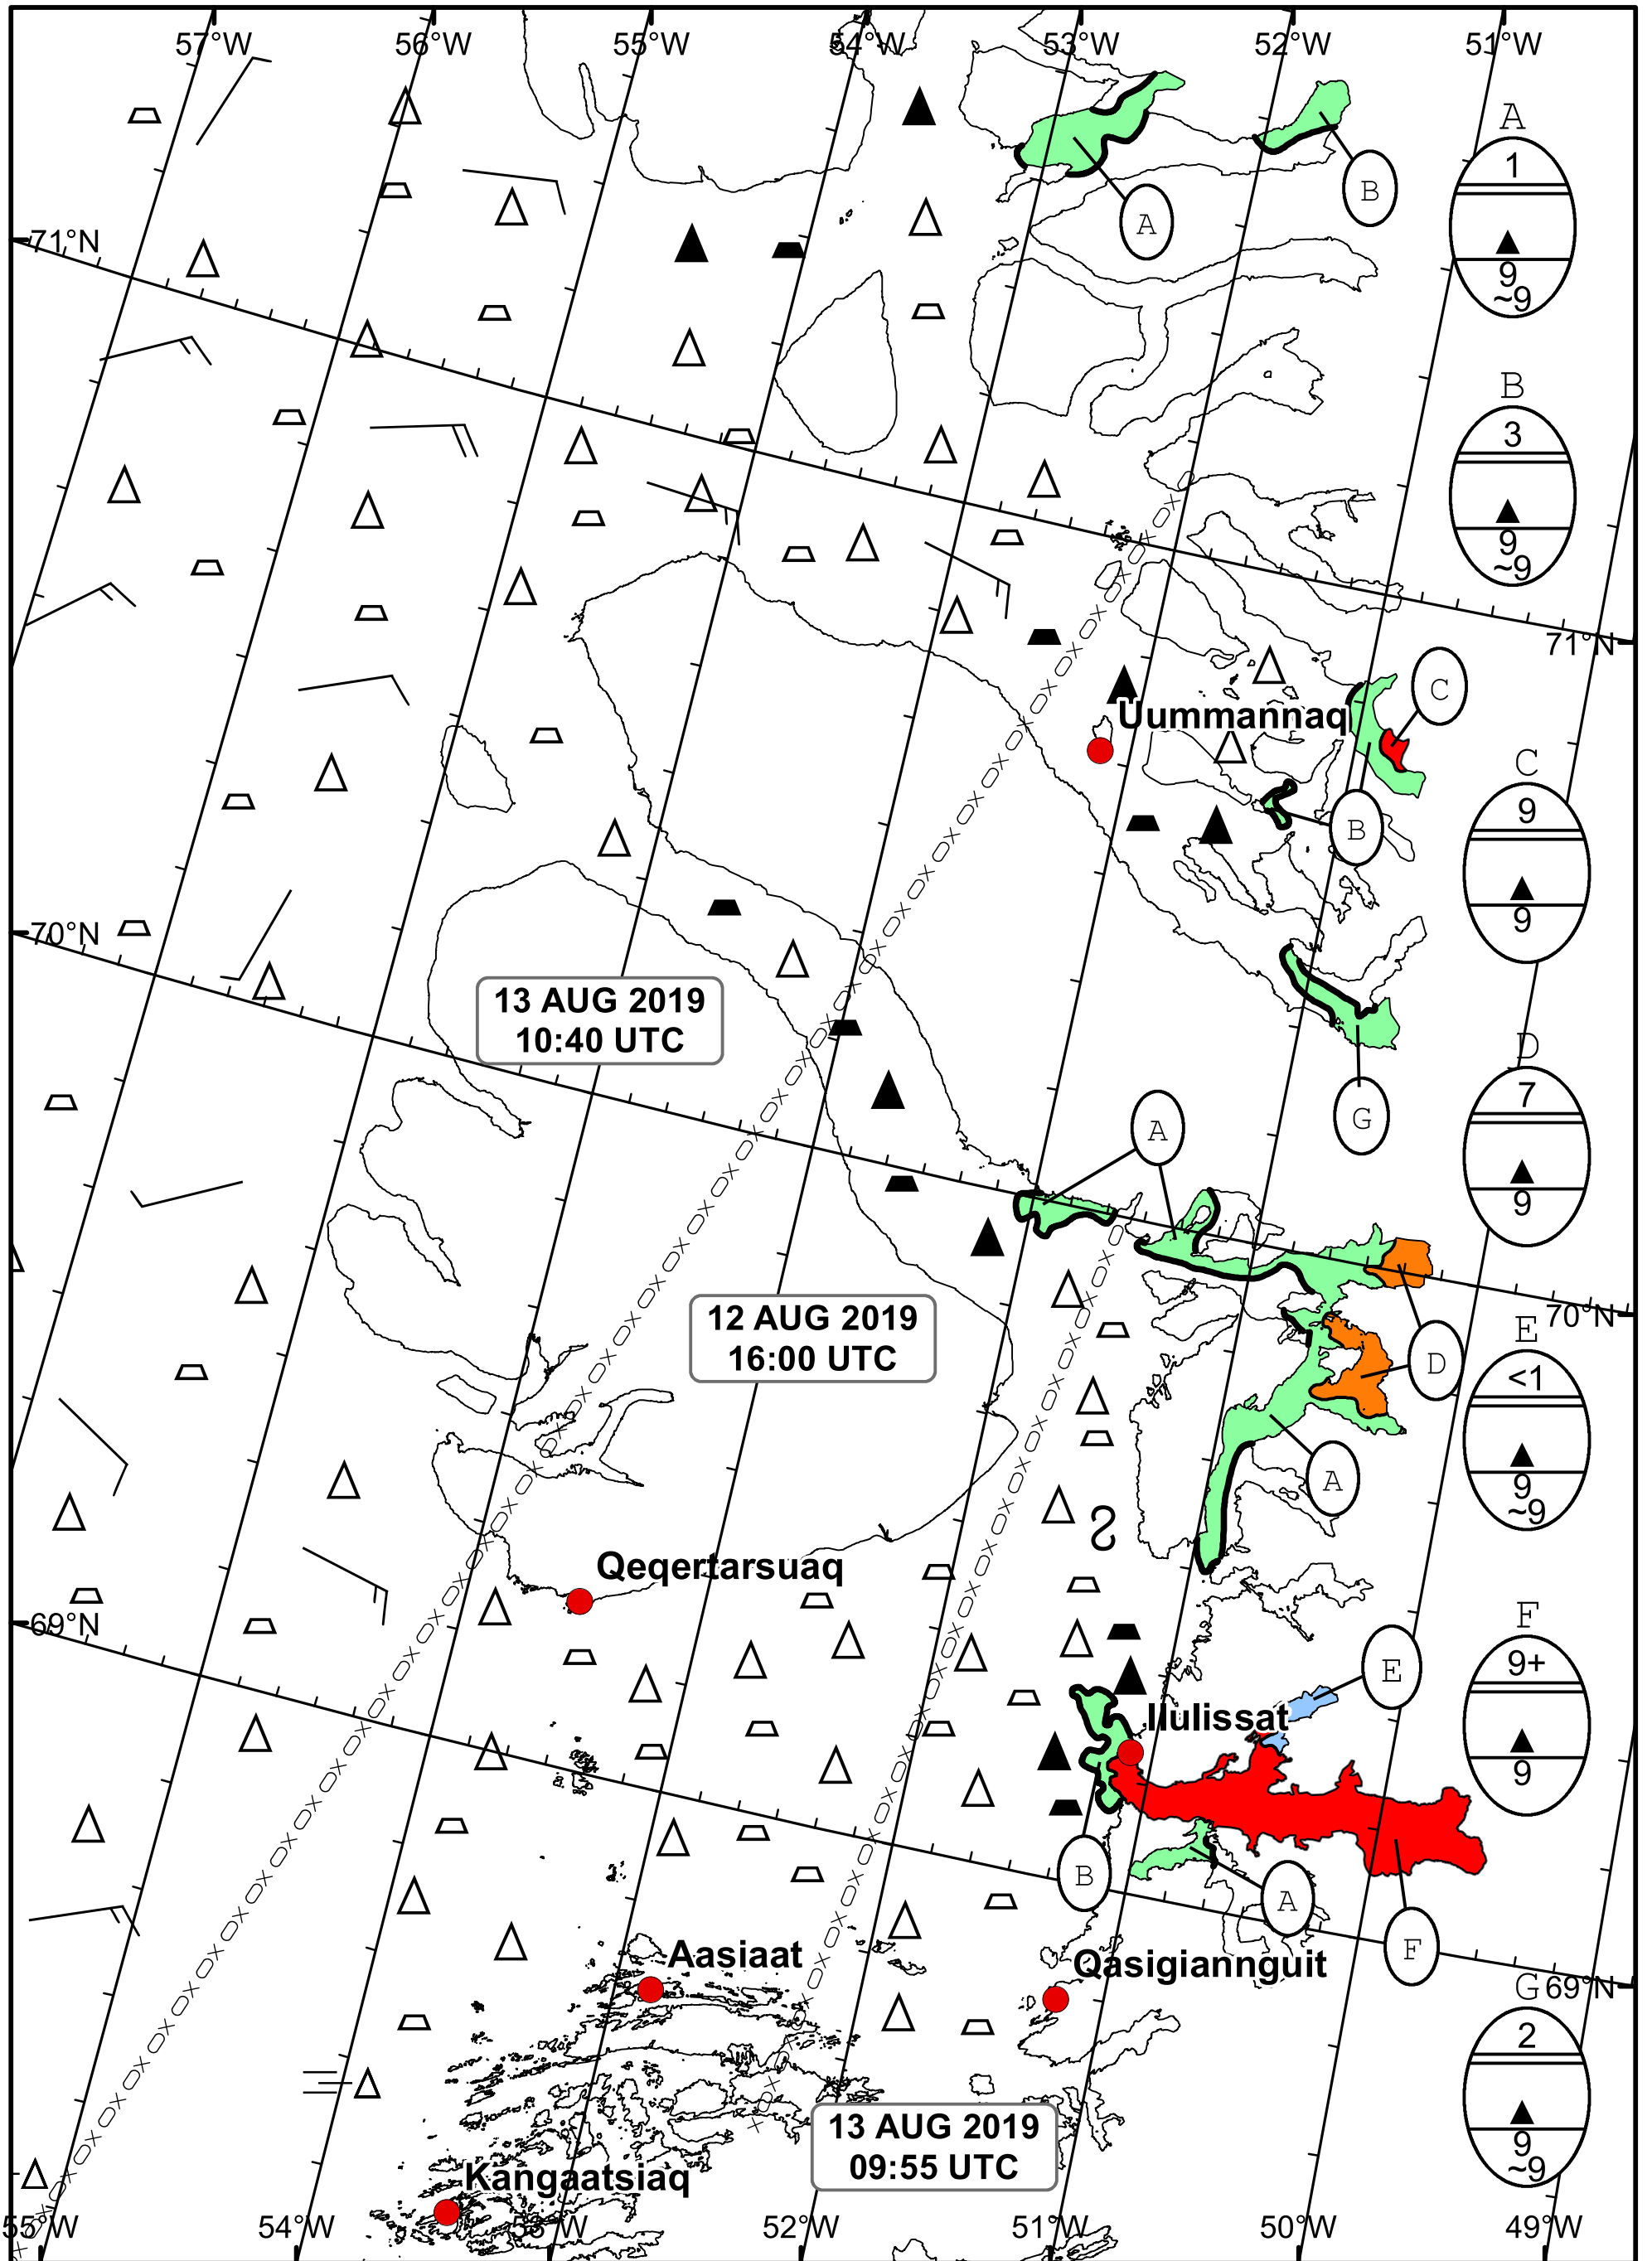 57°W
56°W
55°W
54°W
53°W
52°W
51°W
A
1
9
~9
B
A
71°N
B
3
9
~9
71°N
C
Uummannaq
B
C
9
9
70°N
13 AUG 2019
10:40 UTC
G
D
7
9
A
12 AUG 2019
16:00 UTC
70°N
D
E
<1
9
~9
A
Qeqertarsuaq
69°N
E
F
9+
9
Ilulissat
B
A
F
Aasiaat
Qasigiannguit
G
69°N
2
9
~9
13 AUG 2019
09:55 UTC
Kangaatsiaq
55°W
54°W
53°W
52°W
51°W
50°W
49°W